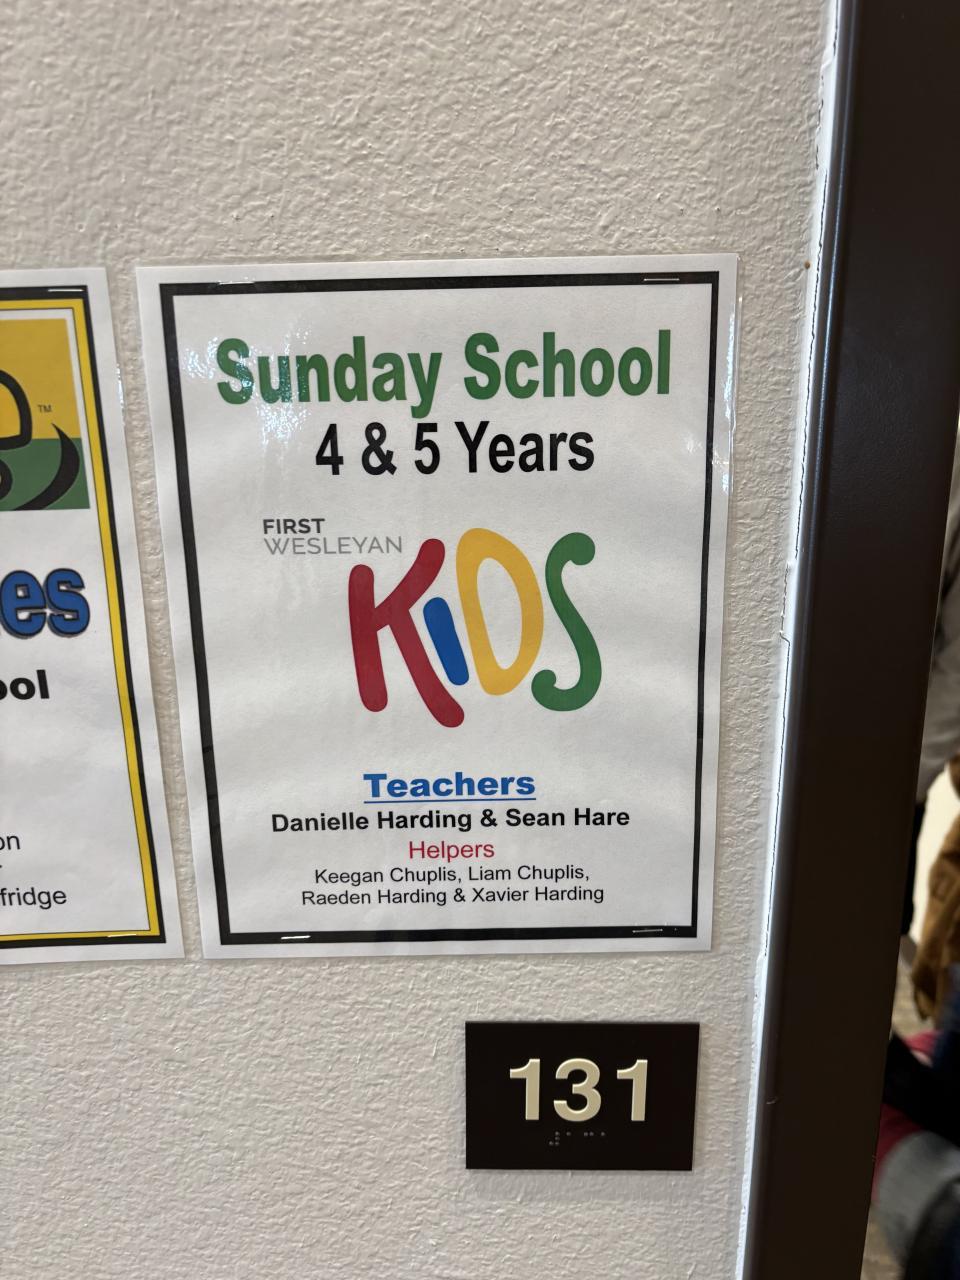 Sunday School
4 & 5 Years
FIRST
WESLEYAN
KiDS
Teachers
Danielle Harding & Sean Hare
Helpers
Keegan Chuplis, Liam Chuplis,
Raeden Harding & Xavier Harding
131
TM
es
ool
on
fridge